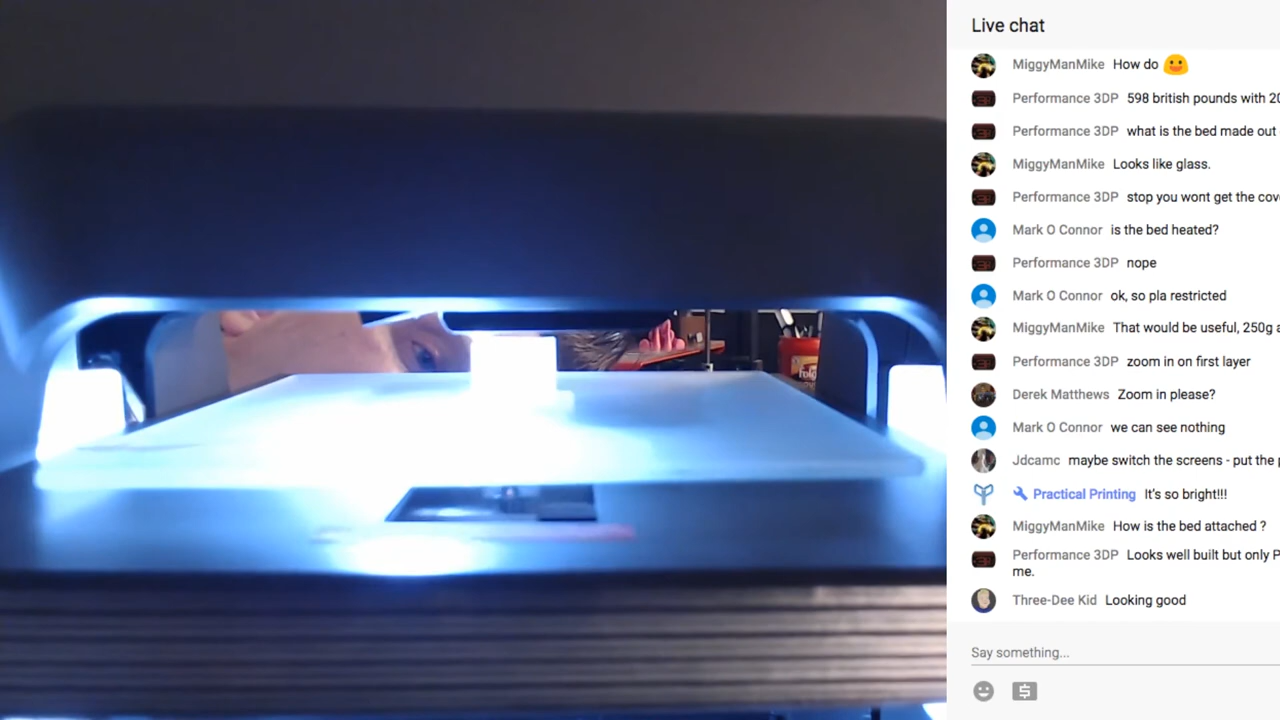 Live chat
MiggyManMike How do
Performance 3DP 598 british pounds with 20
Performance 3DP what is the bed made out
MiggyManMike Looks like glass.
Performance 3DP stop you wont get the cov
Mark O Connor is the bed heated?
Performance 3DP nope
Mark O Connor ok, so pla restricted
MiggyManMike That would be useful, 250g a
Performance 3DP zoom in on first layer
Derek Matthews Zoom in please?
Mark O Connor we can see nothing
Jdcamc maybe switch the screens - put the p
Practical Printing It's so bright!!!
MiggyManMike How is the bed attached ?
Performance 3DP Looks well built but only P
me.
Three-Dee Kid Looking good
Say something...